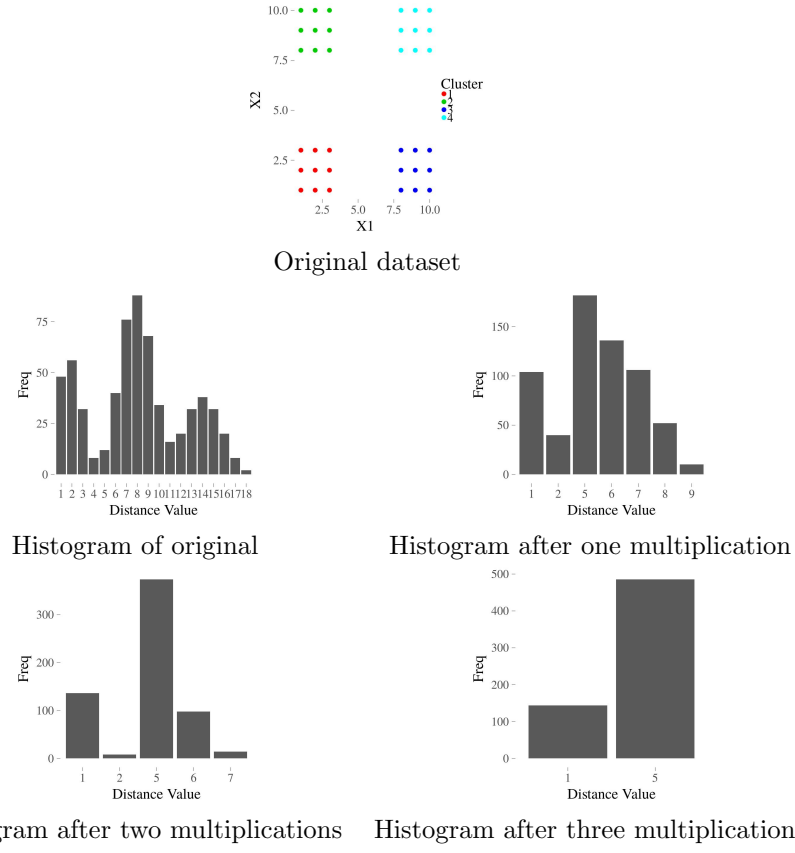 10.0
7.5
5.0
2.5
X2
2.5 5.0 7.5 10.0
X1
Cluster
1
2
3
4
Original dataset
75
50
25
0
Freq
1 2 3 4 5 6 7 8 9 10 11 12 13 14 15 16 17 18
Distance Value
Histogram of original
150
100
50
0
Freq
1 2 5 6 7 8 9
Distance Value
Histogram after one multiplication
300
200
100
0
Freq
1 2 5 6 7
Distance Value
gram after two multiplications
500
400
300
200
100
0
Freq
1 5
Distance Value
Histogram after three multiplication